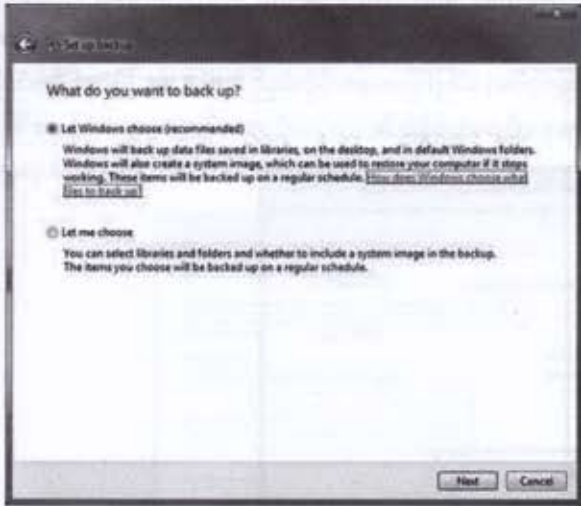 Set up backup
What do you want to back up?
Let Windows choose (recommended)
Windows will back up data files saved in libraries, on the desktop, and in default Windows folders.
Windows will also create a system image, which can be used to restore your computer if it stops
working. These items will be backed up on a regular schedule. How does Windows choose what
files to back up?
Let me choose
You can select libraries and folders and whether to include a system image in the backup.
The items you choose will be backed up on a regular schedule.
Next Cancel